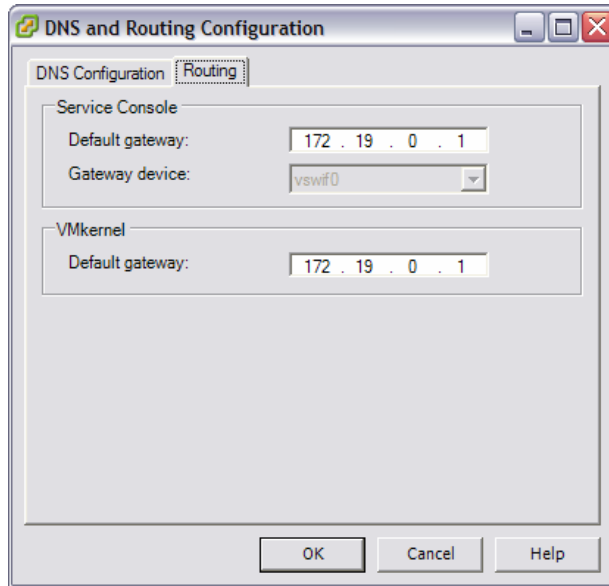 DNS and Routing Configuration
DNS Configuration Routing
Service Console
Default gateway: 172 . 19 . 0 . 1
Gateway device: vswif0
VMkernel
Default gateway: 172 . 19 . 0 . 1
OK Cancel Help